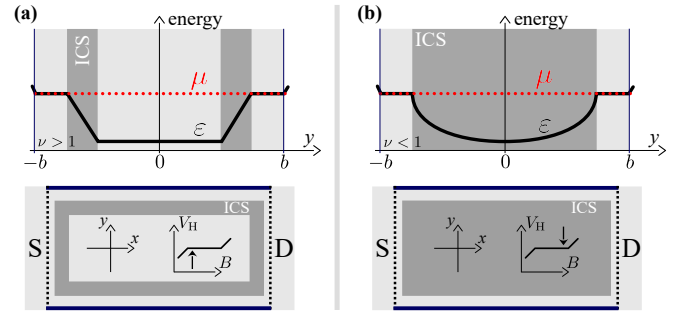 (a)
energy
ICS
μ
ε
ν > 1
y
−b
0
b
ICS
S
y
x
V_H
B
D
(b)
energy
ICS
μ
ε
ν < 1
y
−b
0
b
ICS
S
y
x
V_H
B
D